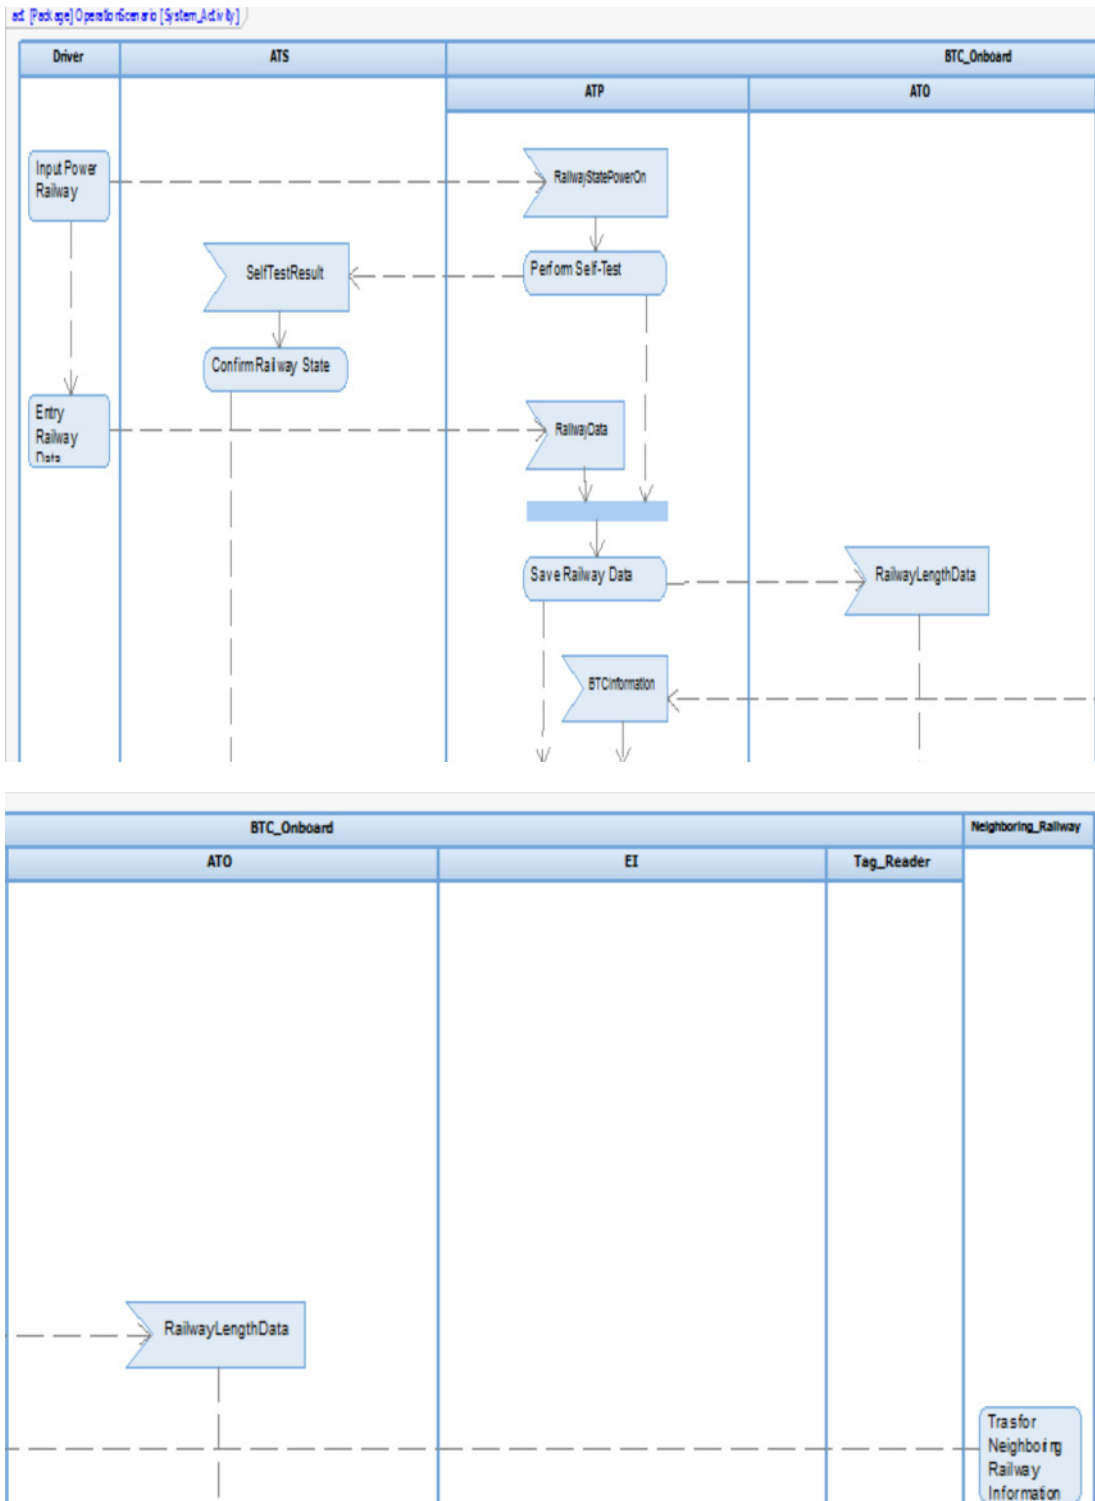 act [Package] OperationScenario [System_Activity]
Driver
ATS
BTC_Onboard
ATP
ATO
Input Power
Railway
RailwayStatePowerOn
SelfTestResult
Perform Self-Test
Confirm Railway State
Entry
Railway
Data
RailwayData
Save Railway Data
RailwayLengthData
BTCInformation
BTC_Onboard
Neighboring_Railway
ATO
EI
Tag_Reader
RailwayLengthData
Trasfor
Neighboring
Railway
Information